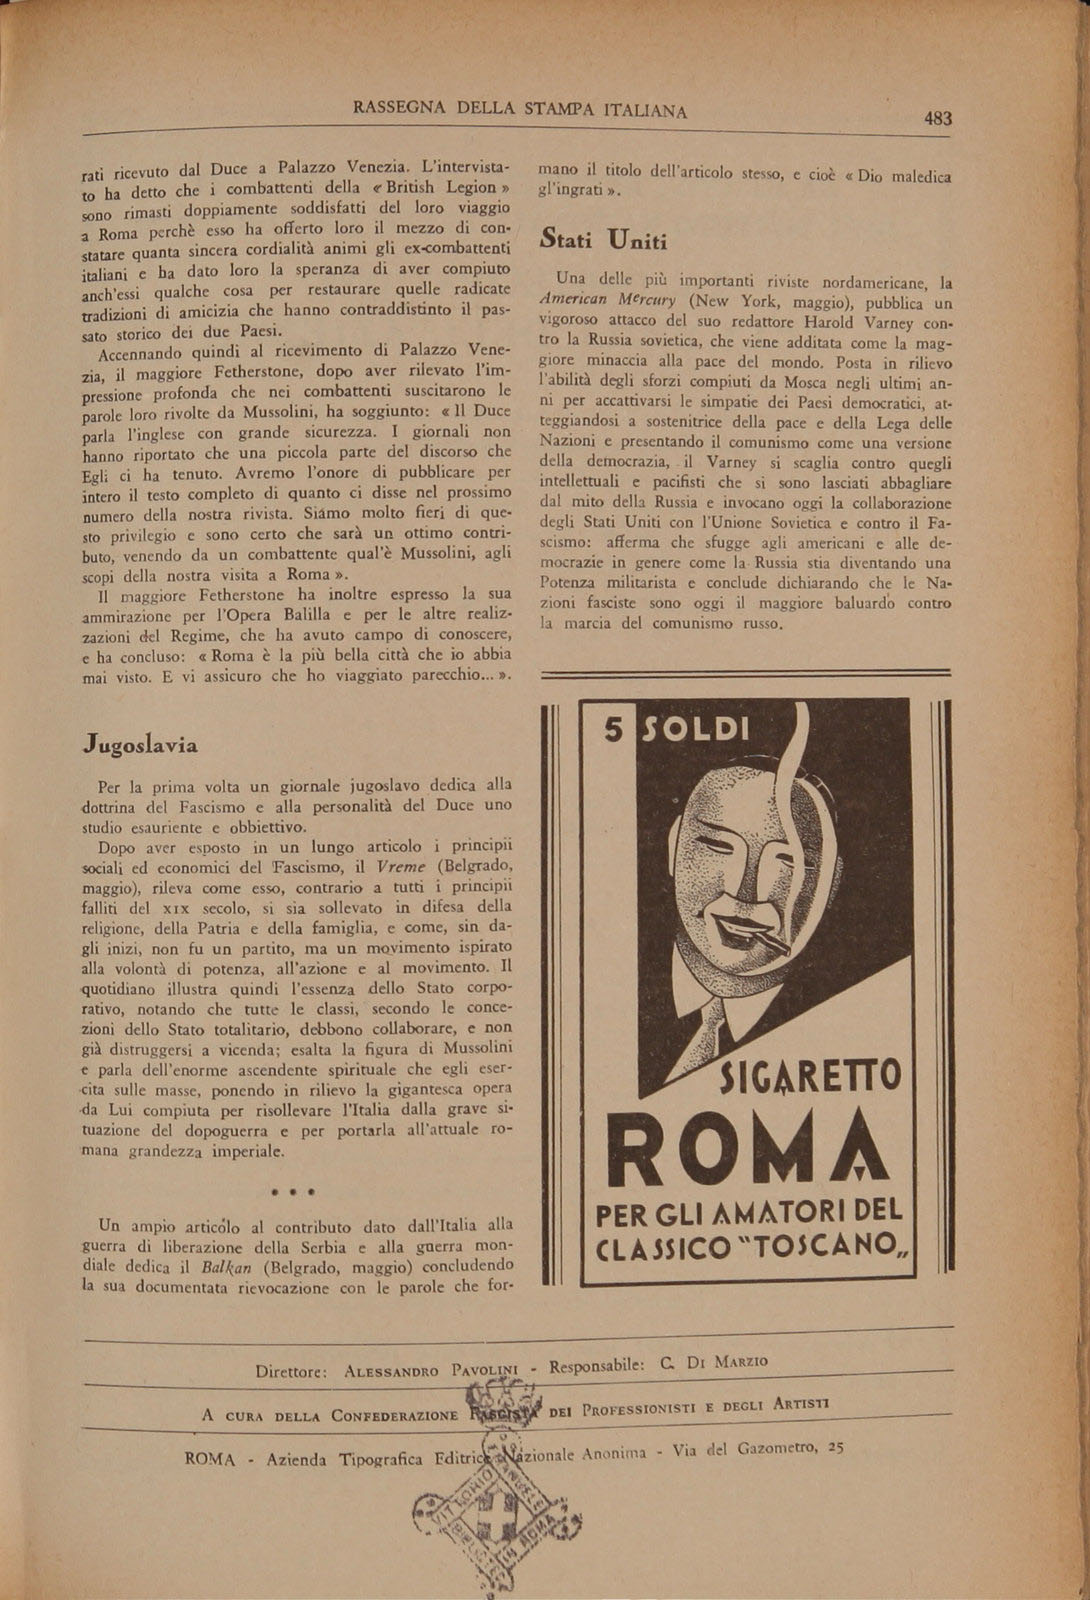 RASSEGNA DELLA STAMPA ITALIANA
483
rati ricevuto dal Duce a Palazzo Venezia. L'intervista-
to ha detto che i combattenti della « British Legion »
sono rimasti doppiamente soddisfatti del loro viaggio
a Roma perchè esso ha offerto loro il mezzo di con-
statare quanta sincera cordialità animi gli ex-combattenti
italiani e ha dato loro la speranza di aver compiuto
anch'essi qualche cosa per restaurare quelle radicate
tradizioni di amicizia che hanno contraddistinto il pas-
sato storico dei due Paesi.
Accennando quindi al ricevimento di Palazzo Vene-
zia, il maggiore Fetherstone, dopo aver rilevato l'im-
pressione profonda che nei combattenti suscitarono le
parole loro rivolte da Mussolini, ha soggiunto: « Il Duce
parla l'inglese con grande sicurezza. I giornali non
hanno riportato che una piccola parte del discorso che
Egli ci ha tenuto. Avremo l'onore di pubblicare per
intero il testo completo di quanto ci disse nel prossimo
numero della nostra rivista. Siamo molto fieri di que-
sto privilegio e sono certo che sarà un ottimo contri-
buto, venendo da un combattente qual'è Mussolini, agli
scopi della nostra visita a Roma ».
Il maggiore Fetherstone ha inoltre espresso la sua
ammirazione per l'Opera Balilla e per le altre realiz-
zazioni del Regime, che ha avuto campo di conoscere,
e ha concluso: « Roma è la più bella città che io abbia
mai visto. E vi assicuro che ho viaggiato parecchio... ».
Jugoslavia
Per la prima volta un giornale jugoslavo dedica alla
dottrina del Fascismo e alla personalità del Duce uno
studio esauriente e obbiettivo.
Dopo aver esposto in un lungo articolo i principii
sociali ed economici del Fascismo, il Vreme (Belgrado,
maggio), rileva come esso, contrario a tutti i principii
falliti del XIX secolo, si sia sollevato in difesa della
religione, della Patria e della famiglia, e come, sin da-
gli inizi, non fu un partito, ma un movimento ispirato
alla volontà di potenza, all'azione e al movimento. Il
quotidiano illustra quindi l'essenza dello Stato corpo-
rativo, notando che tutte le classi, secondo le conce-
zioni dello Stato totalitario, debbono collaborare, e non
già distruggersi a vicenda; esalta la figura di Mussolini
e parla dell'enorme ascendente spirituale che egli eser-
cita sulle masse, ponendo in rilievo la gigantesca opera
da Lui compiuta per risollevare l'Italia dalla grave si-
tuazione del dopoguerra e per portarla all'attuale ro-
mana grandezza imperiale.
* * *
Un ampio articolo al contributo dato dall'Italia alla
guerra di liberazione della Serbia e alla guerra mon-
diale dedica il Balkan (Belgrado, maggio) concludendo
la sua documentata rievocazione con le parole che for-
mano il titolo dell'articolo stesso, e cioè « Dio maledica
gl'ingrati ».
Stati Uniti
Una delle più importanti riviste nordamericane, la
American Mercury (New York, maggio), pubblica un
vigoroso attacco del suo redattore Harold Varney con-
tro la Russia sovietica, che viene additata come la mag-
giore minaccia alla pace del mondo. Posta in rilievo
l'abilità degli sforzi compiuti da Mosca negli ultimi an-
ni per accattivarsi le simpatie dei Paesi democratici, at-
teggiandosi a sostenitrice della pace e della Lega delle
Nazioni e presentando il comunismo come una versione
della democrazia, il Varney si scaglia contro quegli
intellettuali e pacifisti che si sono lasciati abbagliare
dal mito della Russia e invocano oggi la collaborazione
degli Stati Uniti con l'Unione Sovietica e contro il Fa-
scismo: afferma che sfugge agli americani e alle de-
mocrazie in genere come la Russia stia diventando una
Potenza militarista e conclude dichiarando che le Na-
zioni fasciste sono oggi il maggiore baluardo contro
la marcia del comunismo russo.
5 SOLDI
SIGARETTO
ROMA
PER GLI AMATORI DEL
CLASSICO "TOSCANO„
Direttore: ALESSANDRO PAVOLINI - Responsabile: C. DI MARZIO
A CURA DELLA CONFEDERAZIONE FASCISTA DEI PROFESSIONISTI E DEGLI ARTISTI
ROMA - Azienda Tipografica Editrice Nazionale Anonima - Via del Gazometro, 25
VITTORIO
IN ROMA